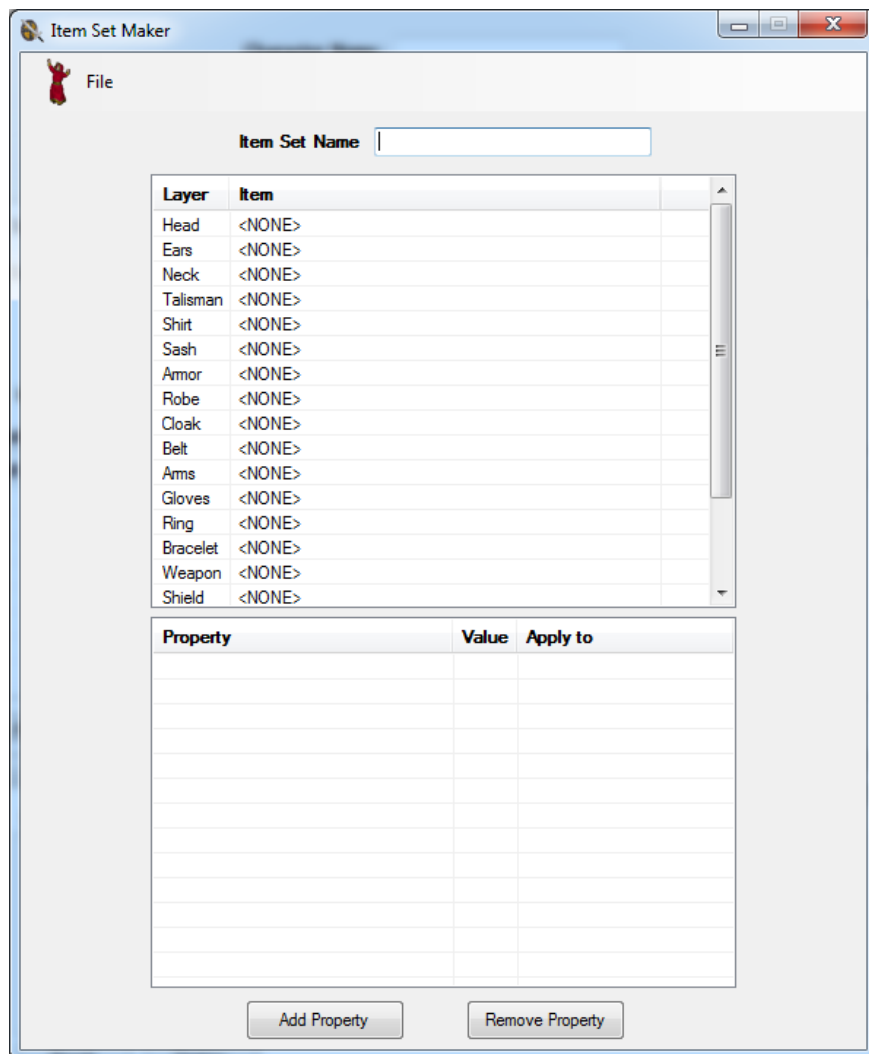 Item Set Maker
File
Item Set Name
Layer Item
Head <NONE>
Ears <NONE>
Neck <NONE>
Talisman <NONE>
Shirt <NONE>
Sash <NONE>
Armor <NONE>
Robe <NONE>
Cloak <NONE>
Belt <NONE>
Arms <NONE>
Gloves <NONE>
Ring <NONE>
Bracelet <NONE>
Weapon <NONE>
Shield <NONE>
Property Value Apply to
Add Property Remove Property